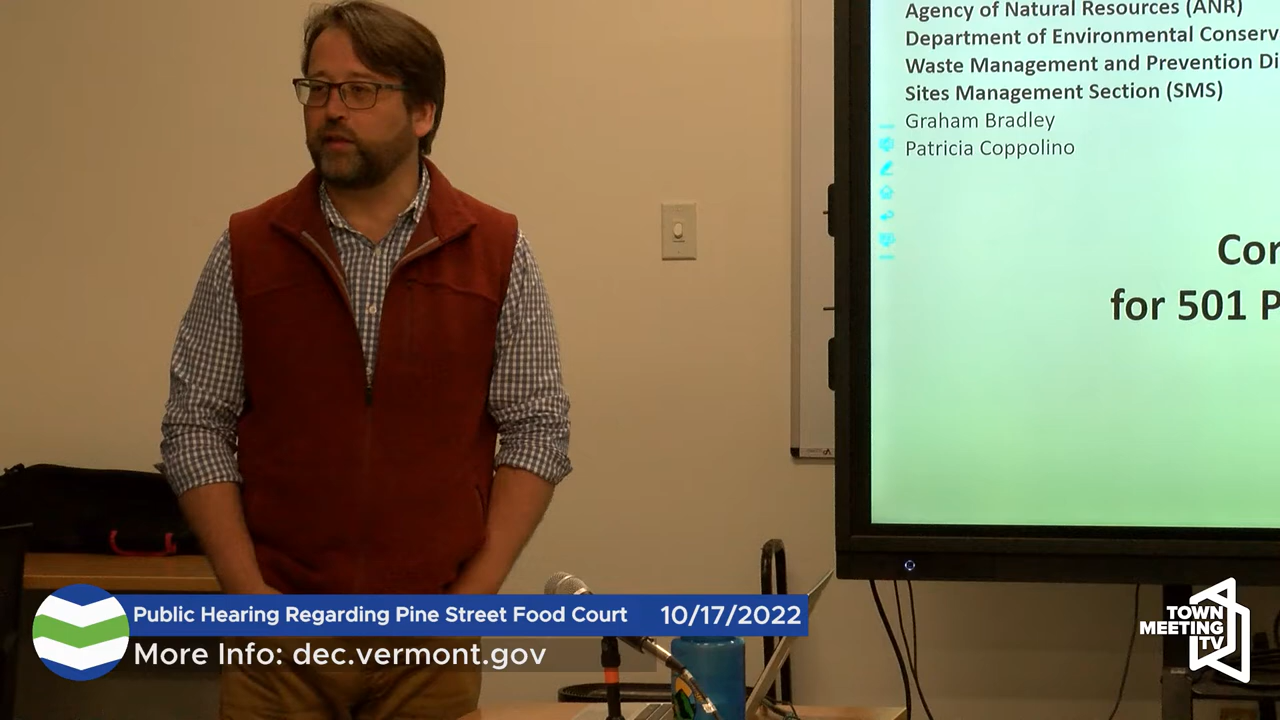 Agency of Natural Resources (ANR)
Department of Environmental Conserv
Waste Management and Prevention Di
Sites Management Section (SMS)
Graham Bradley
Patricia Coppolino
Cor
for 501 P
Public Hearing Regarding Pine Street Food Court 10/17/2022
More Info: dec.vermont.gov
TOWN
MEETING
TV